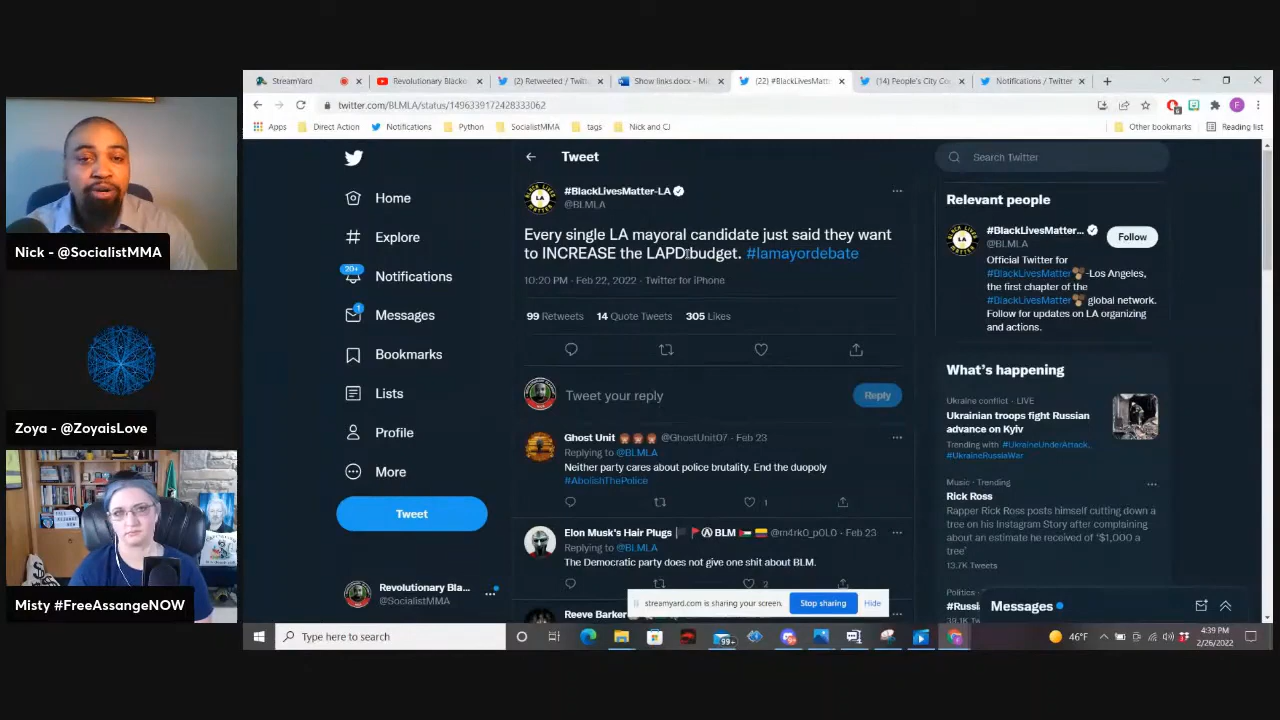 StreamYard
Revolutionary Blacko
(2) Retweeted / Twitt
Show links.docx - Mi
(22) #BlackLivesMatt
(14) People's City Co
Notifications / Twitter
twitter.com/BLMLA/status/1496339172428333062
Apps
Direct Action
Notifications
Python
SocialistMMA
tags
Nick and CJ
Other bookmarks
Reading list
Nick - @SocialistMMA
Zoya - @ZoyaisLove
Misty #FreeAssangeNOW
Home
Explore
20+
Notifications
1
Messages
Bookmarks
Lists
Profile
More
Tweet
Revolutionary Bla...
@SocialistMMA
Tweet
#BlackLivesMatter-LA
@BLMLA
Every single LA mayoral candidate just said they want
to INCREASE the LAPD budget. #lamayordebate
10:20 PM · Feb 22, 2022 · Twitter for iPhone
99 Retweets 14 Quote Tweets 305 Likes
Tweet your reply
Reply
Ghost Unit @GhostUnit07 · Feb 23
Replying to @BLMLA
Neither party cares about police brutality. End the duopoly
#AbolishThePolice
1
Elon Musk's Hair Plugs BLM @m4rk0_p0L0 · Feb 23
Replying to @BLMLA
The Democratic party does not give one shit about BLM.
2
Reeve Barker
streamyard.com is sharing your screen.
Stop sharing
Hide
Search Twitter
Relevant people
#BlackLivesMatter...
@BLMLA
Follow
Official Twitter for
#BlackLivesMatter -Los Angeles,
the first chapter of the
#BlackLivesMatter global network.
Follow for updates on LA organizing
and actions.
What's happening
Ukraine conflict · LIVE
Ukrainian troops fight Russian
advance on Kyiv
Trending with #UkraineUnderAttack,
#UkraineRussiaWar
Music · Trending
Rick Ross
Rapper Rick Ross posts himself cutting down a
tree on his Instagram Story after complaining
about an estimate he received of "$1,000 a
tree"
13.7K Tweets
Politics
#Russi
Messages
Type here to search
99+
46°F
4:39 PM
2/26/2022